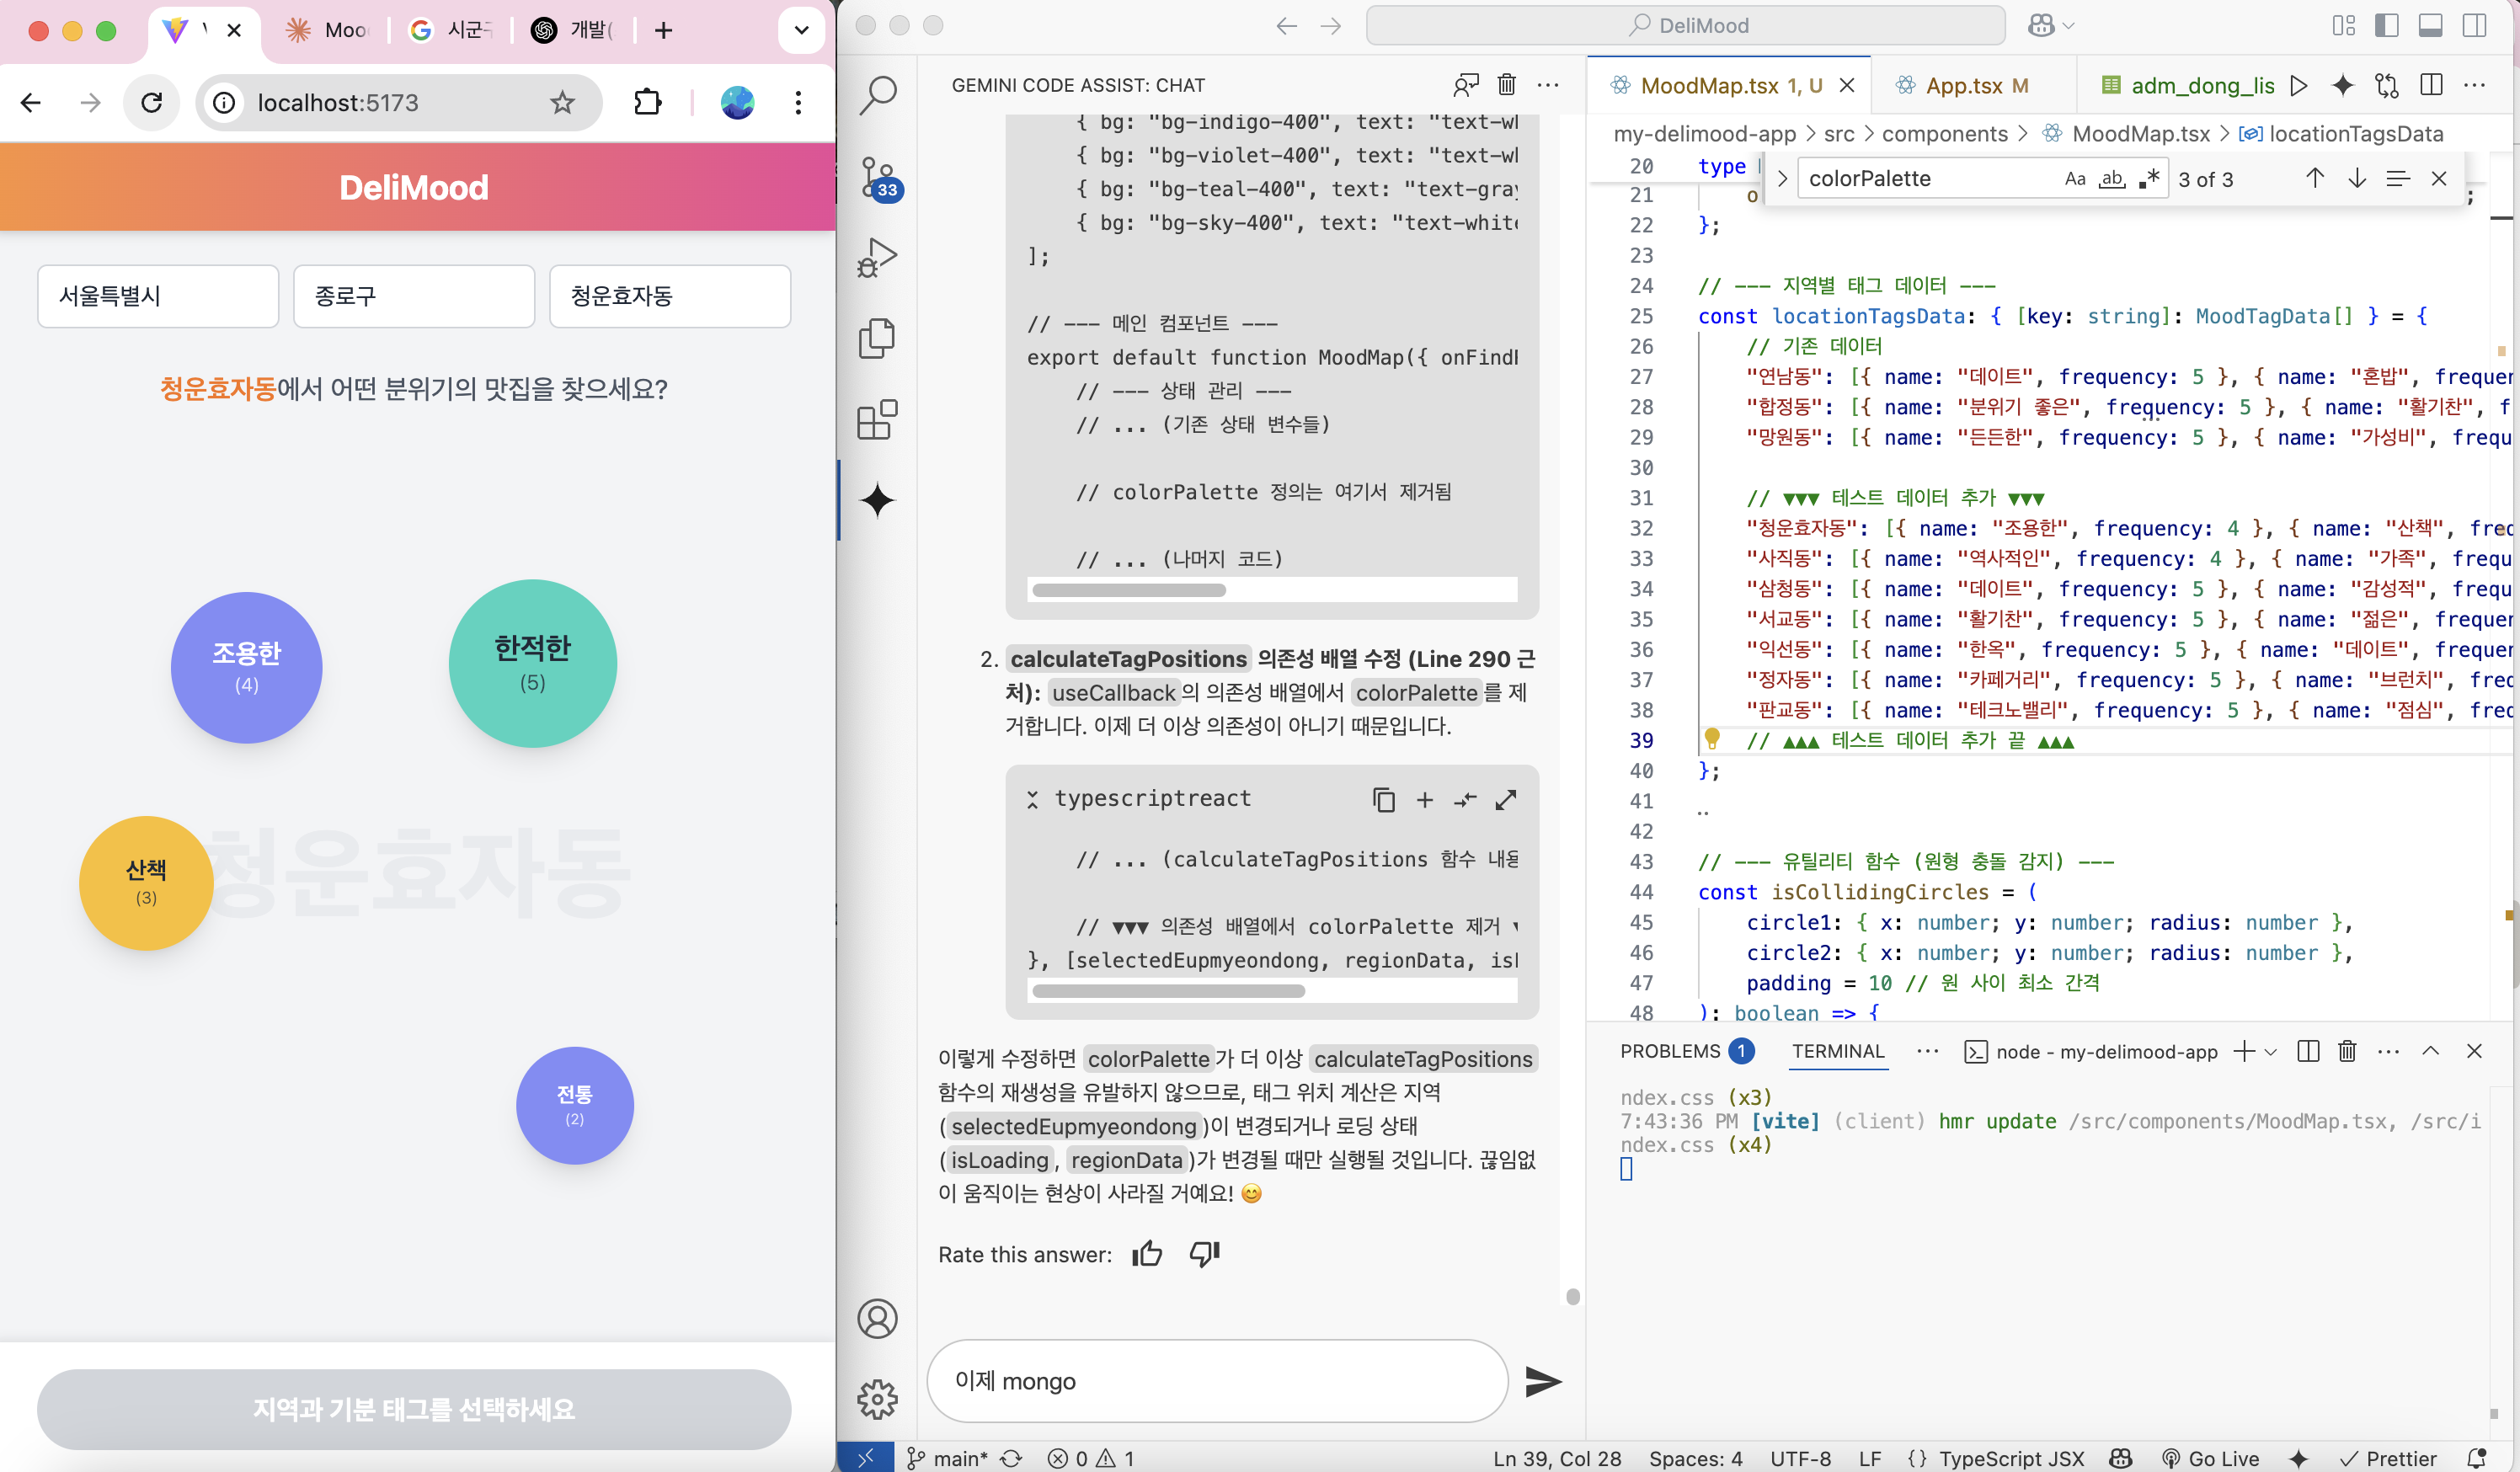 Moo
시군구
개발(
localhost:5173
DeliMood
서울특별시
종로구
청운효자동
청운효자동에서 어떤 분위기의 맛집을 찾으세요?
조용한
(4)
한적한
(5)
청운효자동
산책
(3)
전통
(2)
지역과 기분 태그를 선택하세요
DeliMood
33
GEMINI CODE ASSIST: CHAT
{ bg: "bg-indigo-400", text: "text-wh
{ bg: "bg-violet-400", text: "text-wh
{ bg: "bg-teal-400", text: "text-gray
{ bg: "bg-sky-400", text: "text-white
];
// --- 메인 컴포넌트 ---
export default function MoodMap({ onFind
// --- 상태 관리 ---
// ... (기존 상태 변수들)
// colorPalette 정의는 여기서 제거됨
// ... (나머지 코드)
2. calculateTagPositions 의존성 배열 수정 (Line 290 근
처): useCallback의 의존성 배열에서 colorPalette를 제
거합니다. 이제 더 이상 의존성이 아니기 때문입니다.
typescriptreact
// ... (calculateTagPositions 함수 내용
// ▼▼▼ 의존성 배열에서 colorPalette 제거 ▼
}, [selectedEupmyeondong, regionData, isl
이렇게 수정하면 colorPalette가 더 이상 calculateTagPositions
함수의 재생성을 유발하지 않으므로, 태그 위치 계산은 지역
(selectedEupmyeondong)이 변경되거나 로딩 상태
(isLoading, regionData)가 변경될 때만 실행될 것입니다. 끊임없
이 움직이는 현상이 사라질 거예요! 😊
Rate this answer:
이제 mongo
MoodMap.tsx 1, U
App.tsx M
adm_dong_lis
my-delimood-app > src > components > MoodMap.tsx > locationTagsData
colorPalette
Aa ab 3 of 3
20 type
21 o ;
22 };
23
24 // --- 지역별 태그 데이터 ---
25 const locationTagsData: { [key: string]: MoodTagData[] } = {
26 // 기존 데이터
27 "연남동": [{ name: "데이트", frequency: 5 }, { name: "혼밥", frequen
28 "합정동": [{ name: "분위기 좋은", frequency: 5 }, { name: "활기찬", f
29 "망원동": [{ name: "든든한", frequency: 5 }, { name: "가성비", frequ
30
31 // ▼▼▼ 테스트 데이터 추가 ▼▼▼
32 "청운효자동": [{ name: "조용한", frequency: 4 }, { name: "산책", freq
33 "사직동": [{ name: "역사적인", frequency: 4 }, { name: "가족", frequ
34 "삼청동": [{ name: "데이트", frequency: 5 }, { name: "감성적", frequ
35 "서교동": [{ name: "활기찬", frequency: 5 }, { name: "젊은", frequen
36 "익선동": [{ name: "한옥", frequency: 5 }, { name: "데이트", frequen
37 "정자동": [{ name: "카페거리", frequency: 5 }, { name: "브런치", freq
38 "판교동": [{ name: "테크노밸리", frequency: 5 }, { name: "점심", freq
39 // ▲▲▲ 테스트 데이터 추가 끝 ▲▲▲
40 };
41
42
43 // --- 유틸리티 함수 (원형 충돌 감지) ---
44 const isCollidingCircles = (
45 circle1: { x: number; y: number; radius: number },
46 circle2: { x: number; y: number; radius: number },
47 padding = 10 // 원 사이 최소 간격
48 ): boolean => {
PROBLEMS 1 TERMINAL ... node - my-delimood-app
ndex.css (x3)
7:43:36 PM [vite] (client) hmr update /src/components/MoodMap.tsx, /src/i
ndex.css (x4)
main* 0 1 Ln 39, Col 28 Spaces: 4 UTF-8 LF {} TypeScript JSX Go Live Prettier